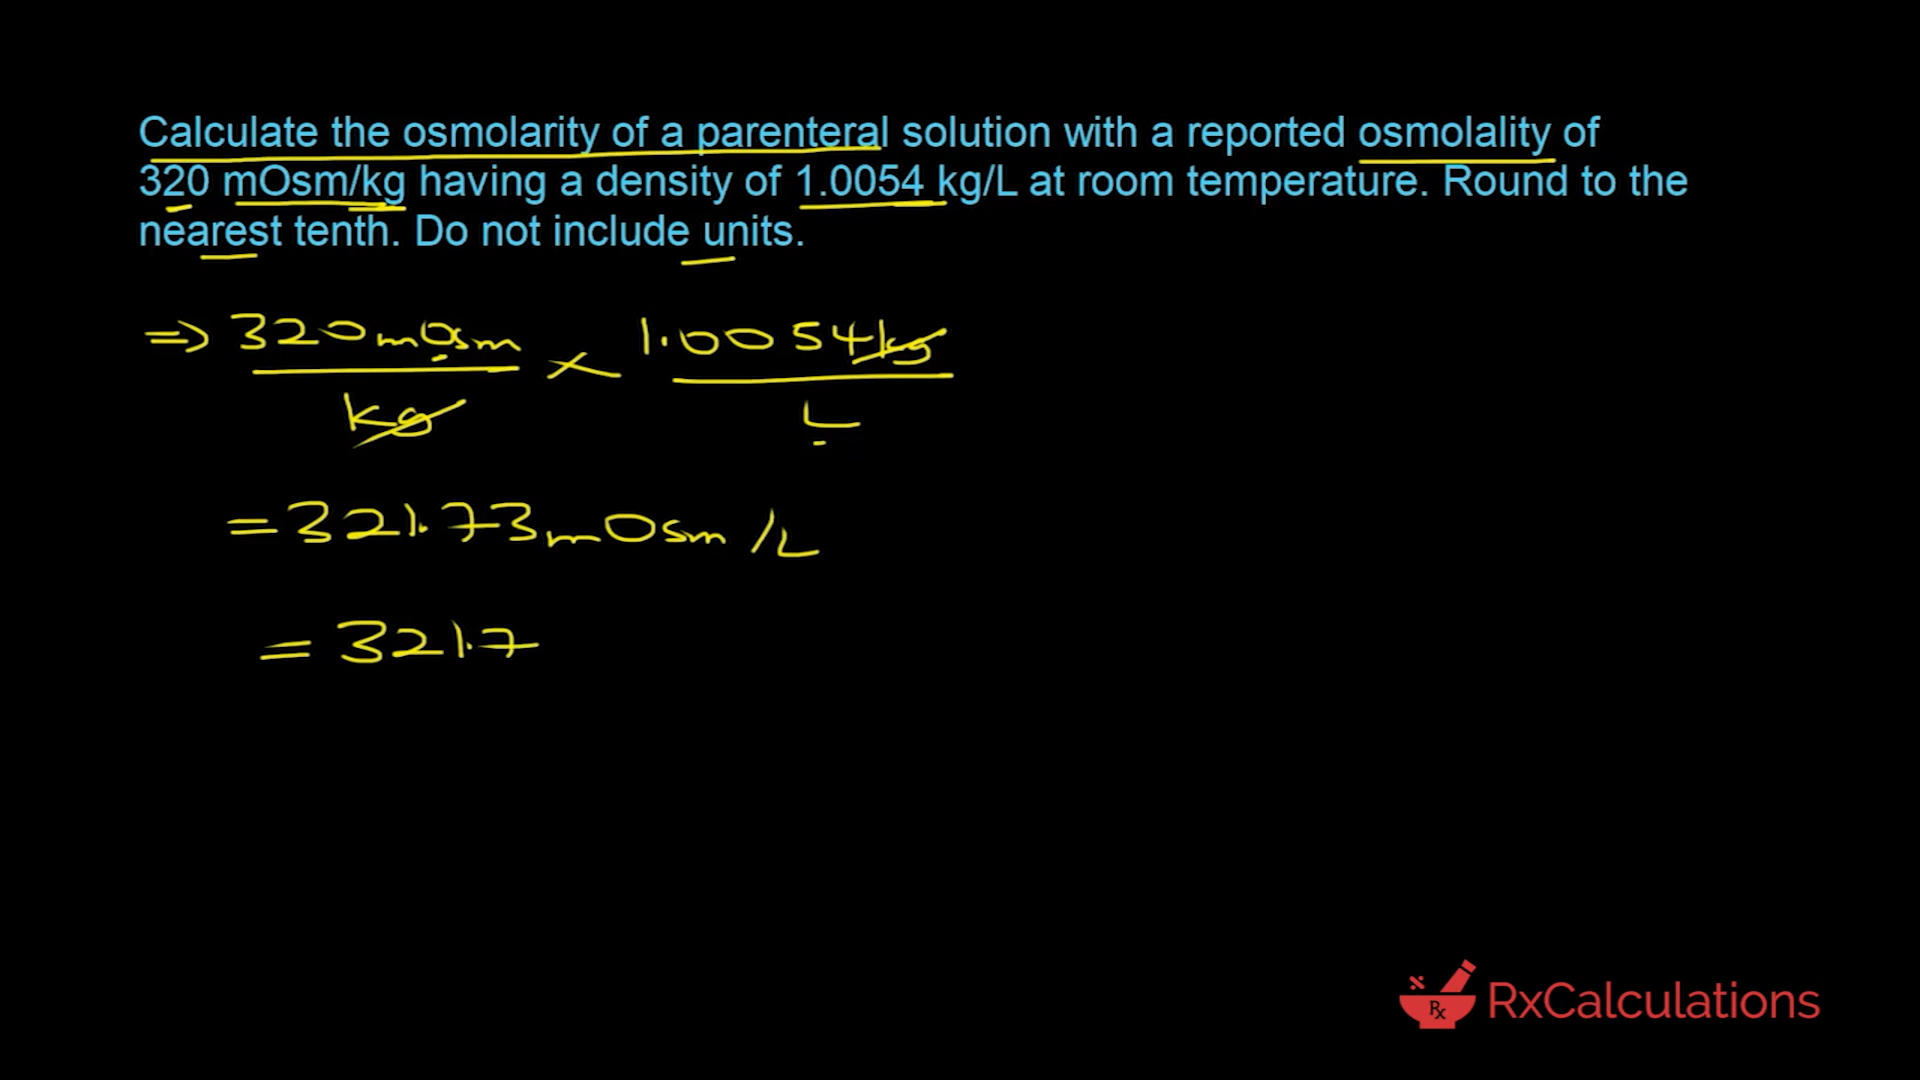 Calculate the osmolarity of a parenteral solution with a reported osmolality of
320 mOsm/kg having a density of 1.0054 kg/L at room temperature. Round to the
nearest tenth. Do not include units.
=> 320 mOsm × 1.0054 kg
kg L
= 321.73 mOsm/L
= 321.7
Rx RxCalculations